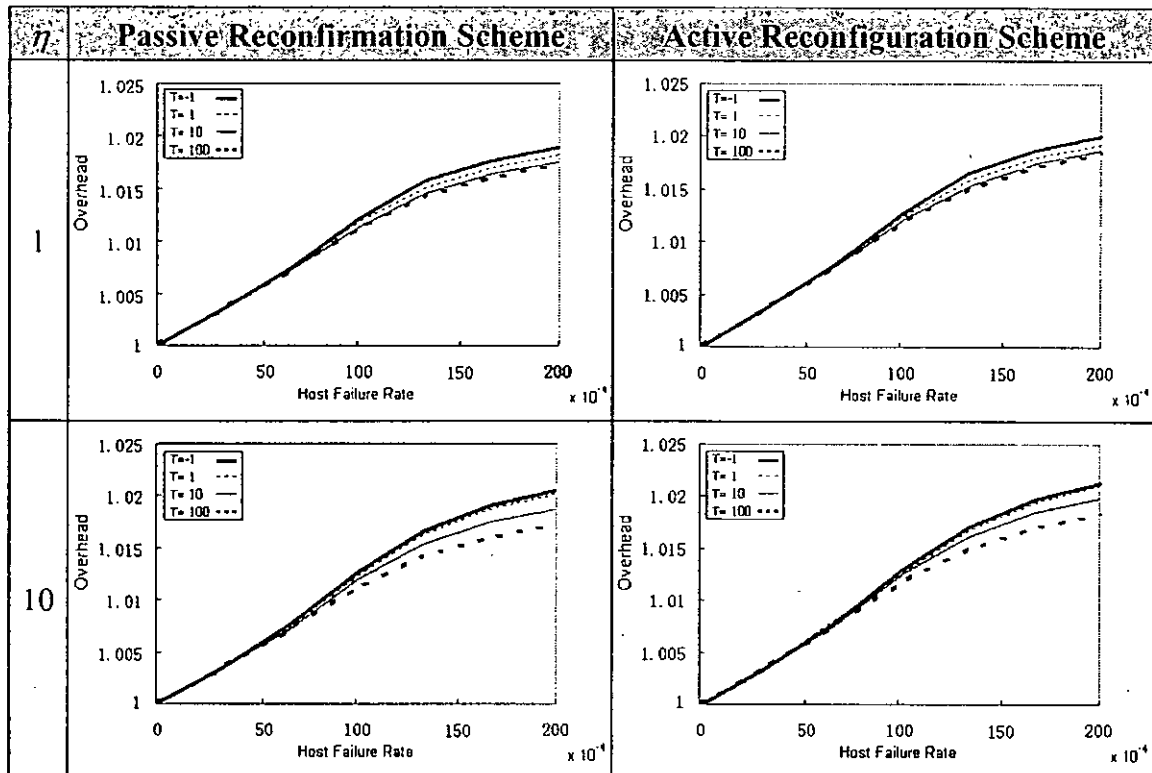 η Passive Reconfirmation Scheme Active Reconfiguration Scheme
1
1.025
1.02
1.015
1.01
1.005
1
Overhead
T=-1
T= 1
T= 10
T= 100
0 50 100 150 200
Host Failure Rate
x 10⁻⁴
1.025
1.02
1.015
1.01
1.005
1
Overhead
T=-1
T= 1
T= 10
T= 100
0 50 100 150 200
Host Failure Rate
x 10⁻⁴
10
1.025
1.02
1.015
1.01
1.005
1
Overhead
T=-1
T= 1
T= 10
T= 100
0 50 100 150 200
Host Failure Rate
x 10⁻⁴
1.025
1.02
1.015
1.01
1.005
1
Overhead
T=-1
T= 1
T= 10
T= 100
0 50 100 150 200
Host Failure Rate
x 10⁻⁴